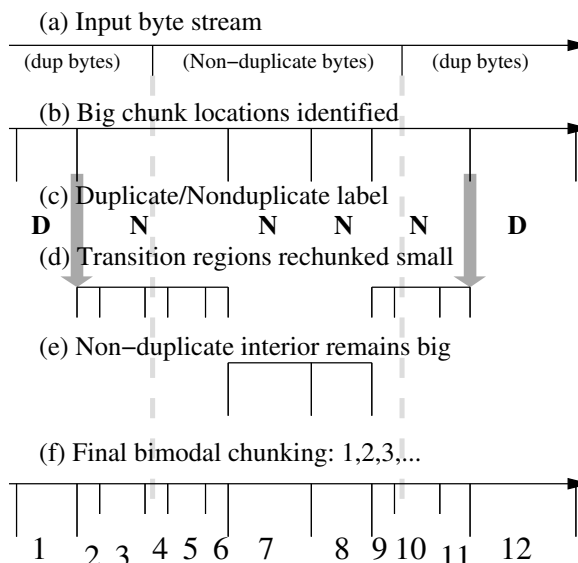 (a) Input byte stream
(dup bytes) (Non−duplicate bytes) (dup bytes)
(b) Big chunk locations identified
(c) Duplicate/Nonduplicate label
D N N N N D
(d) Transition regions rechunked small
(e) Non−duplicate interior remains big
(f) Final bimodal chunking: 1,2,3,...
1 2 3 4 5 6 7 8 9 10 11 12